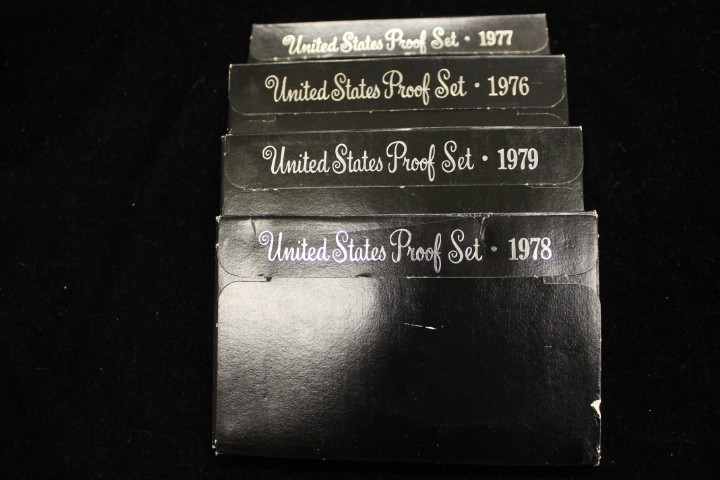 United States Proof Set · 1977
United States Proof Set · 1976
United States Proof Set · 1979
United States Proof Set · 1978